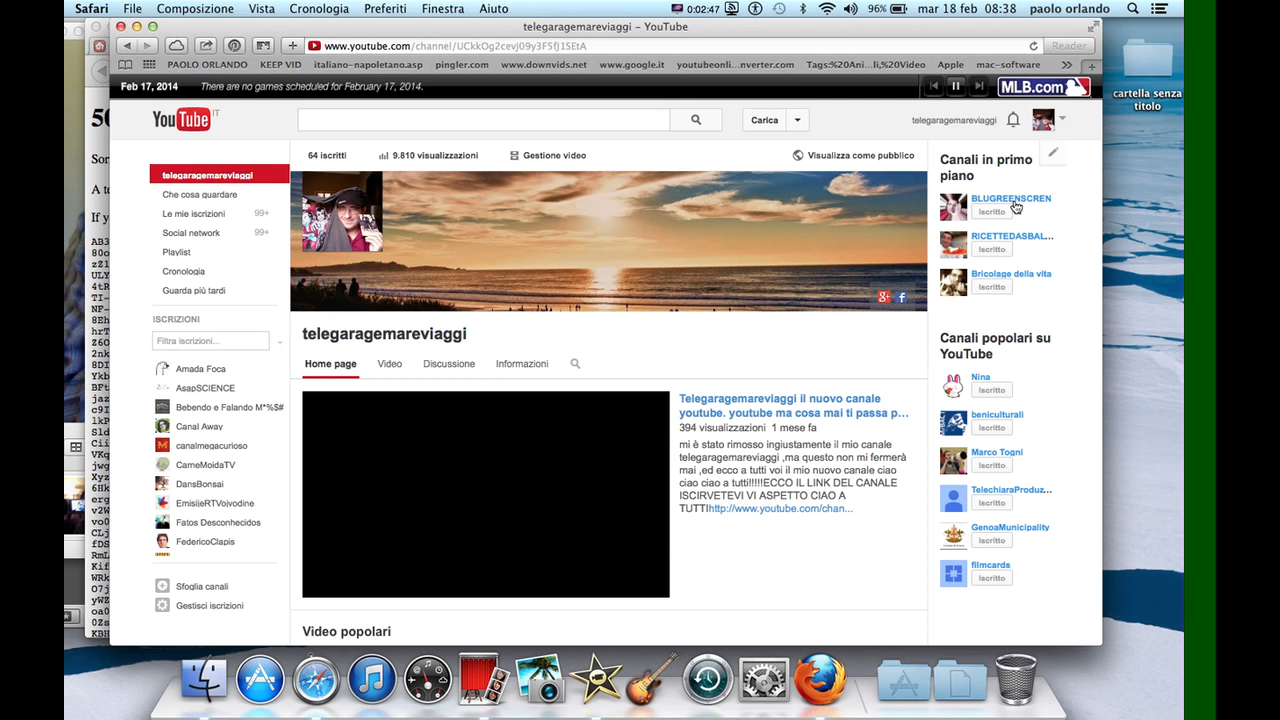 Safari File Composizione Vista Cronologia Preferiti Finestra Aiuto 0:02:47 96% mar 18 feb 08:38 paolo orlando
telegaragemareviaggi – YouTube
www.youtube.com/channel/UCkkOg2cevj09y3F5fJ1SEtA Reader
PAOLO ORLANDO KEEP VID italiano-napoletano.asp pingler.com www.downvids.net www.google.it youtubeonli...nverter.com Tags:%20Ani...li,%20Video Apple mac-software
Feb 17, 2014 There are no games scheduled for February 17, 2014. MLB.com
cartella senza
titolo
YouTube IT Carica telegaragemareviaggi
64 iscritti 9.810 visualizzazioni Gestione video Visualizza come pubblico
telegaragemareviaggi
Che cosa guardare
Le mie iscrizioni 99+
Social network 99+
Playlist
Cronologia
Guarda più tardi
ISCRIZIONI
Filtra iscrizioni...
Amada Foca
AsapSCIENCE
Bebendo e Falando M*%$#
Canal Away
canalmegacurioso
CarneMoidaTV
DansBonsai
EmisijeRTVojvodine
Fatos Desconhecidos
FedericoClapis
Sfoglia canali
Gestisci iscrizioni
telegaragemareviaggi
Home page Video Discussione Informazioni
Telegaragemareviaggi il nuovo canale
youtube. youtube ma cosa mai ti passa p...
394 visualizzazioni 1 mese fa
mi è stato rimosso ingiustamente il mio canale
telegaragemareviaggi ,ma questo non mi fermerà
mai ,ed ecco a tutti voi il mio nuovo canale ciao
ciao ciao a tutti!!!!!ECCO IL LINK DEL CANALE
ISCIRVETEVI VI ASPETTO CIAO A
TUTTIhttp://www.youtube.com/chan...
Video popolari
Canali in primo
piano
BLUGREENSCREN
Iscritto
RICETTEDASBAL...
Iscritto
Bricolage della vita
Iscritto
Canali popolari su
YouTube
Nina
Iscritto
beniculturali
Iscritto
Marco Togni
Iscritto
TelechiaraProduz...
Iscritto
GenoaMunicipality
Iscritto
filmcards
Iscritto